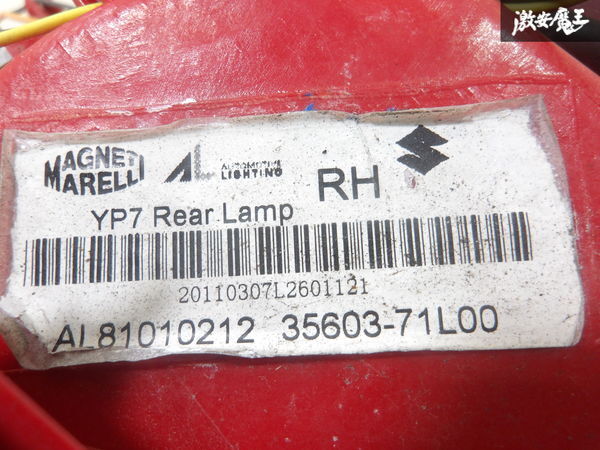 激安魔王
MAGNETI MARELLI
AL AUTOMOTIVE LIGHTING
RH
YP7 Rear Lamp
20110307L2601121
AL81010212 35603-71L00